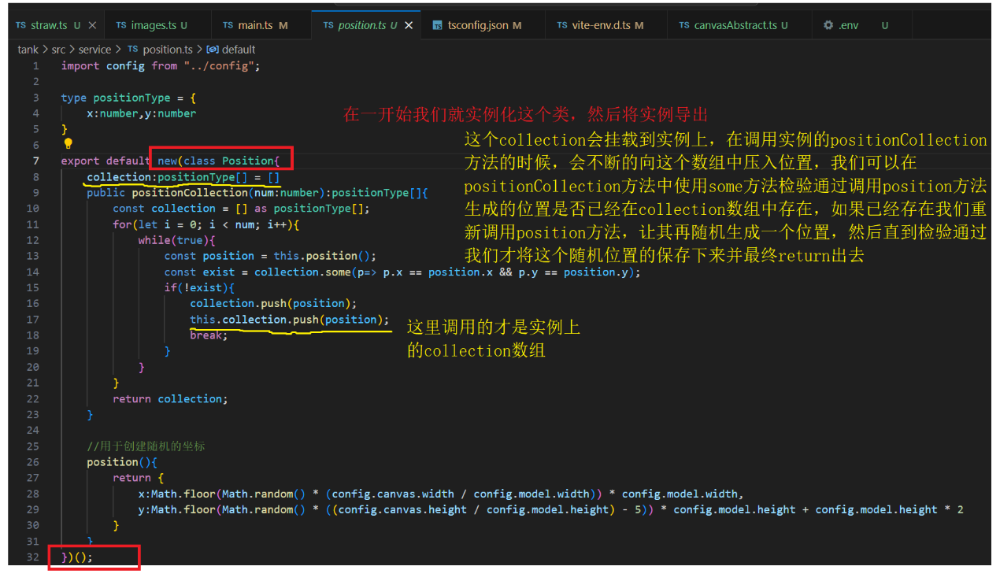 straw.ts U
images.ts U
main.ts M
position.ts U
tsconfig.json M
vite-env.d.ts M
canvasAbstract.ts U
.env U
tank > src > service > position.ts > default
1 import config from "../config";
2
3 type positionType = {
4 x:number,y:number
5 }
6
7 export default new(class Position{
8 collection:positionType[] = []
9 public positionCollection(num:number):positionType[]{
10 const collection = [] as positionType[];
11 for(let i = 0; i < num; i++){
12 while(true){
13 const position = this.position();
14 const exist = collection.some(p=> p.x == position.x && p.y == position.y);
15 if(!exist){
16 collection.push(position);
17 this.collection.push(position);
18 break;
19 }
20 }
21 }
22 return collection;
23 }
24
25 //用于创建随机的坐标
26 position(){
27 return {
28 x:Math.floor(Math.random() * (config.canvas.width / config.model.width)) * config.model.width,
29 y:Math.floor(Math.random() * ((config.canvas.height / config.model.height) - 5)) * config.model.height + config.model.height * 2
30 }
31 }
32 })();
在一开始我们就实例化这个类，然后将实例导出
这个collection会挂载到实例上，在调用实例的positionCollection
方法的时候，会不断的向这个数组中压入位置，我们可以在
positionCollection方法中使用some方法检验通过调用position方法
生成的位置是否已经在collection数组中存在，如果已经存在我们重
新调用position方法，让其再随机生成一个位置，然后直到检验通过
我们才将这个随机位置的保存下来并最终return出去
这里调用的才是实例上
的collection数组